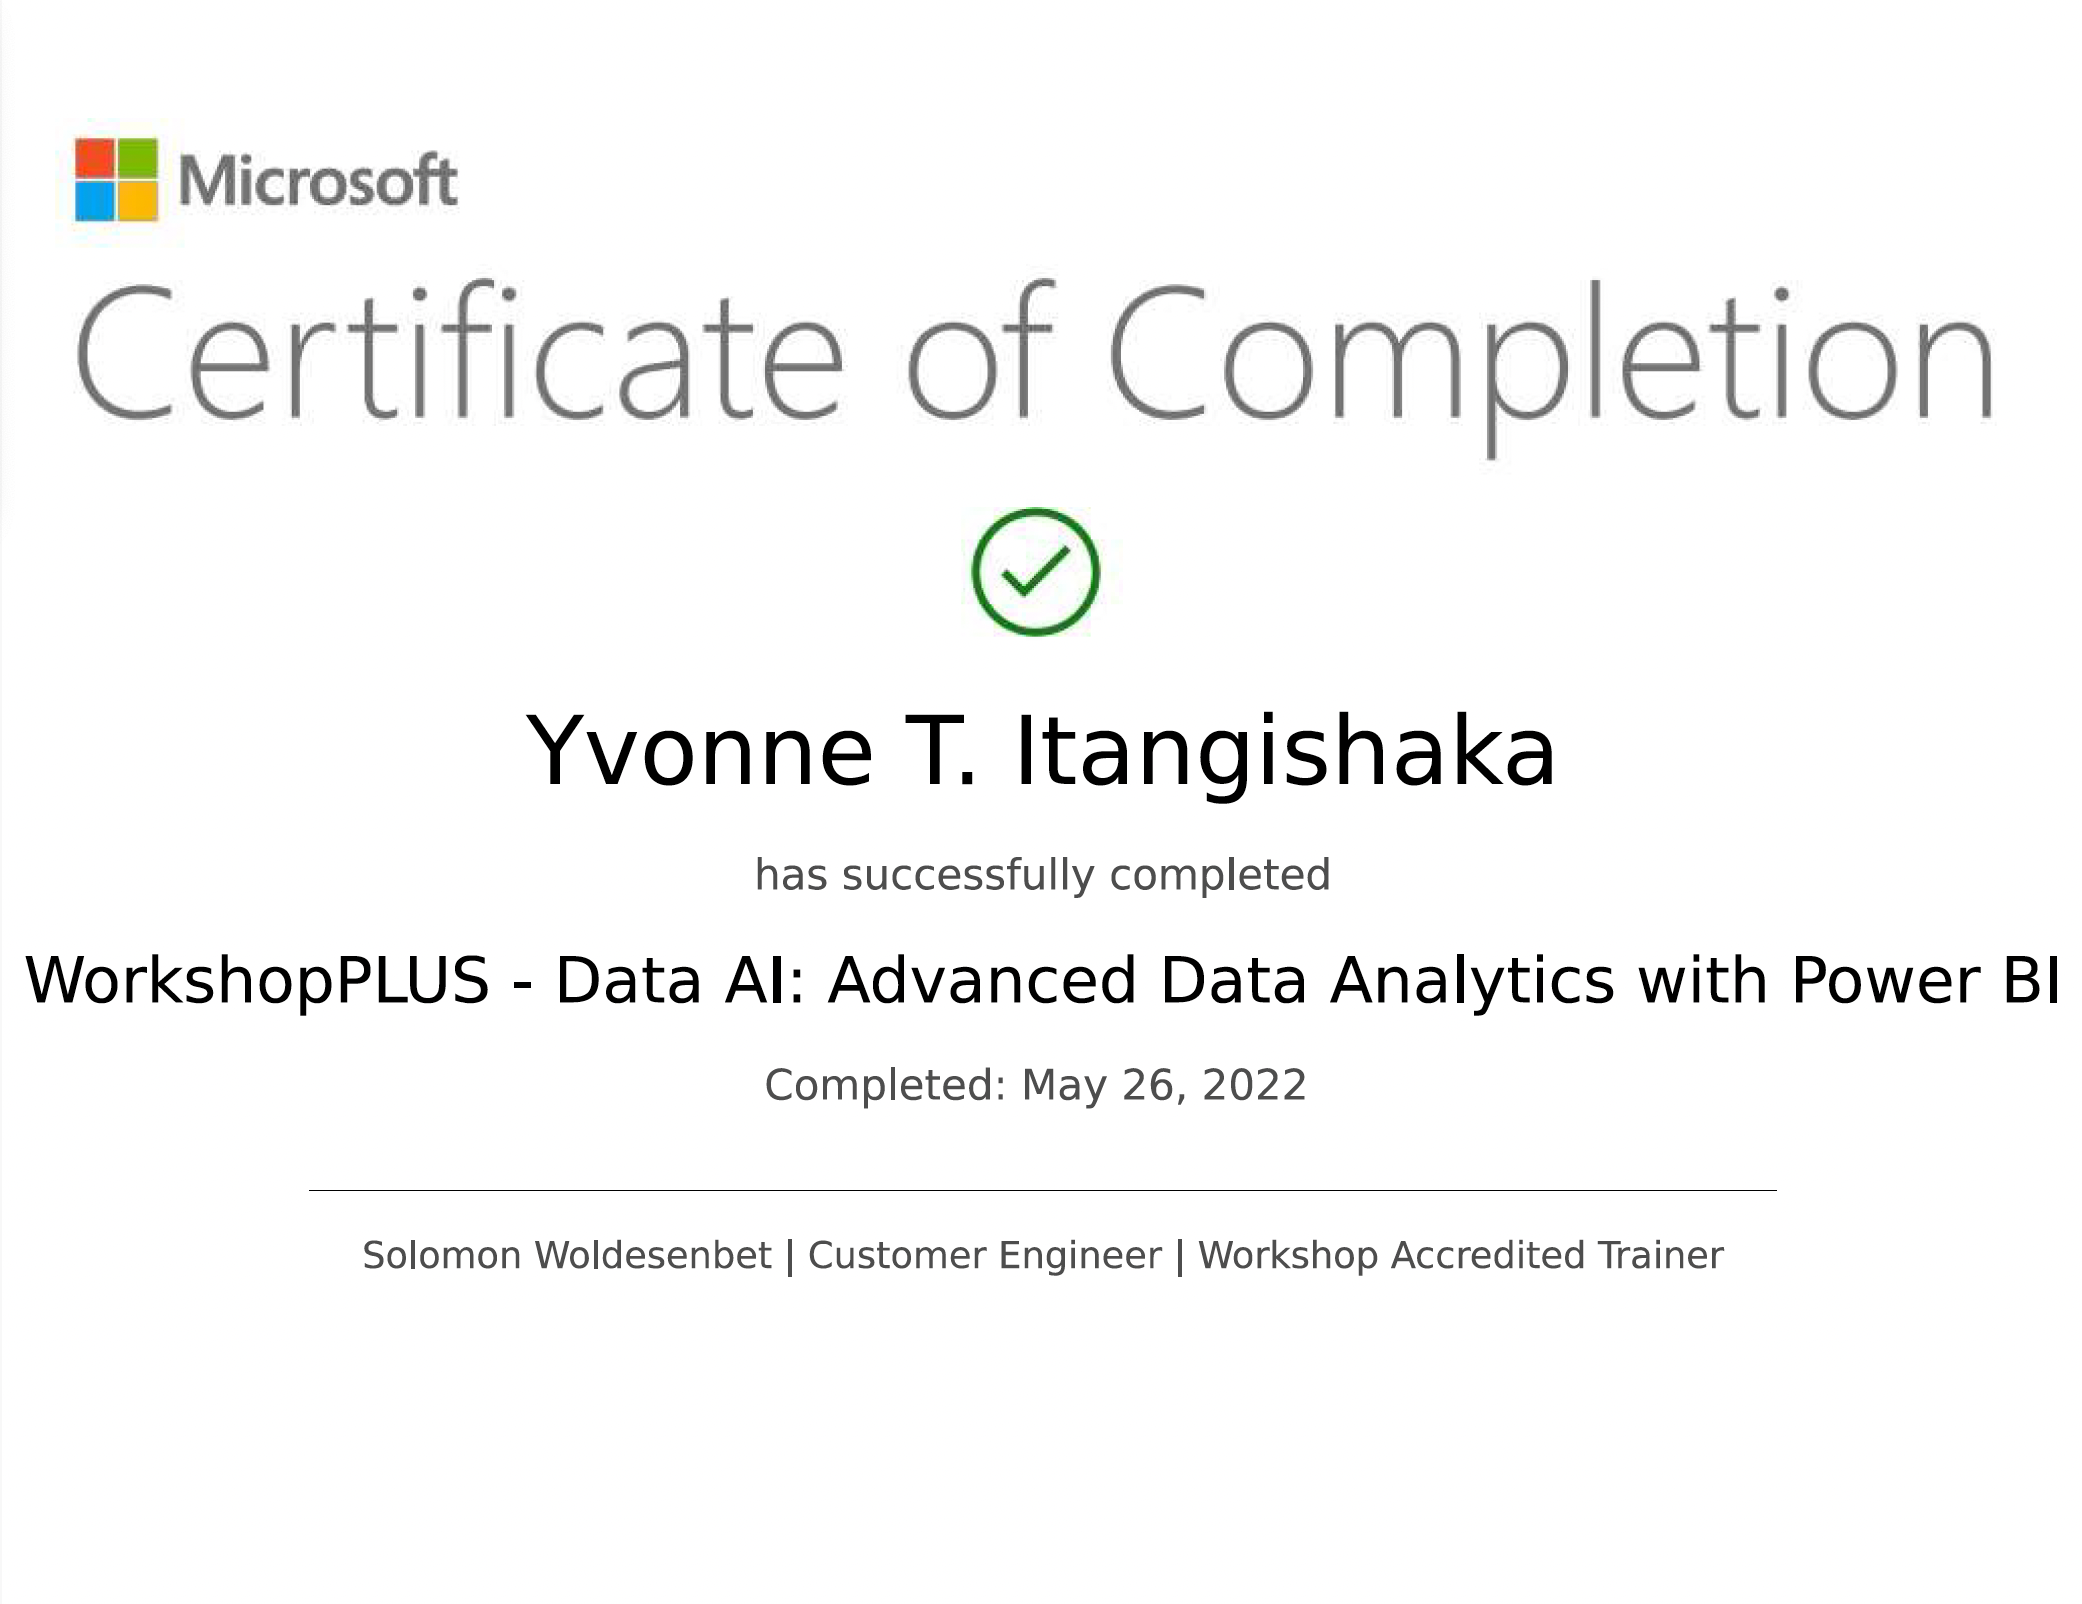 Microsoft
Certificate of Completion
Yvonne T. Itangishaka
has successfully completed
WorkshopPLUS - Data AI: Advanced Data Analytics with Power BI
Completed: May 26, 2022
Solomon Woldesenbet | Customer Engineer | Workshop Accredited Trainer